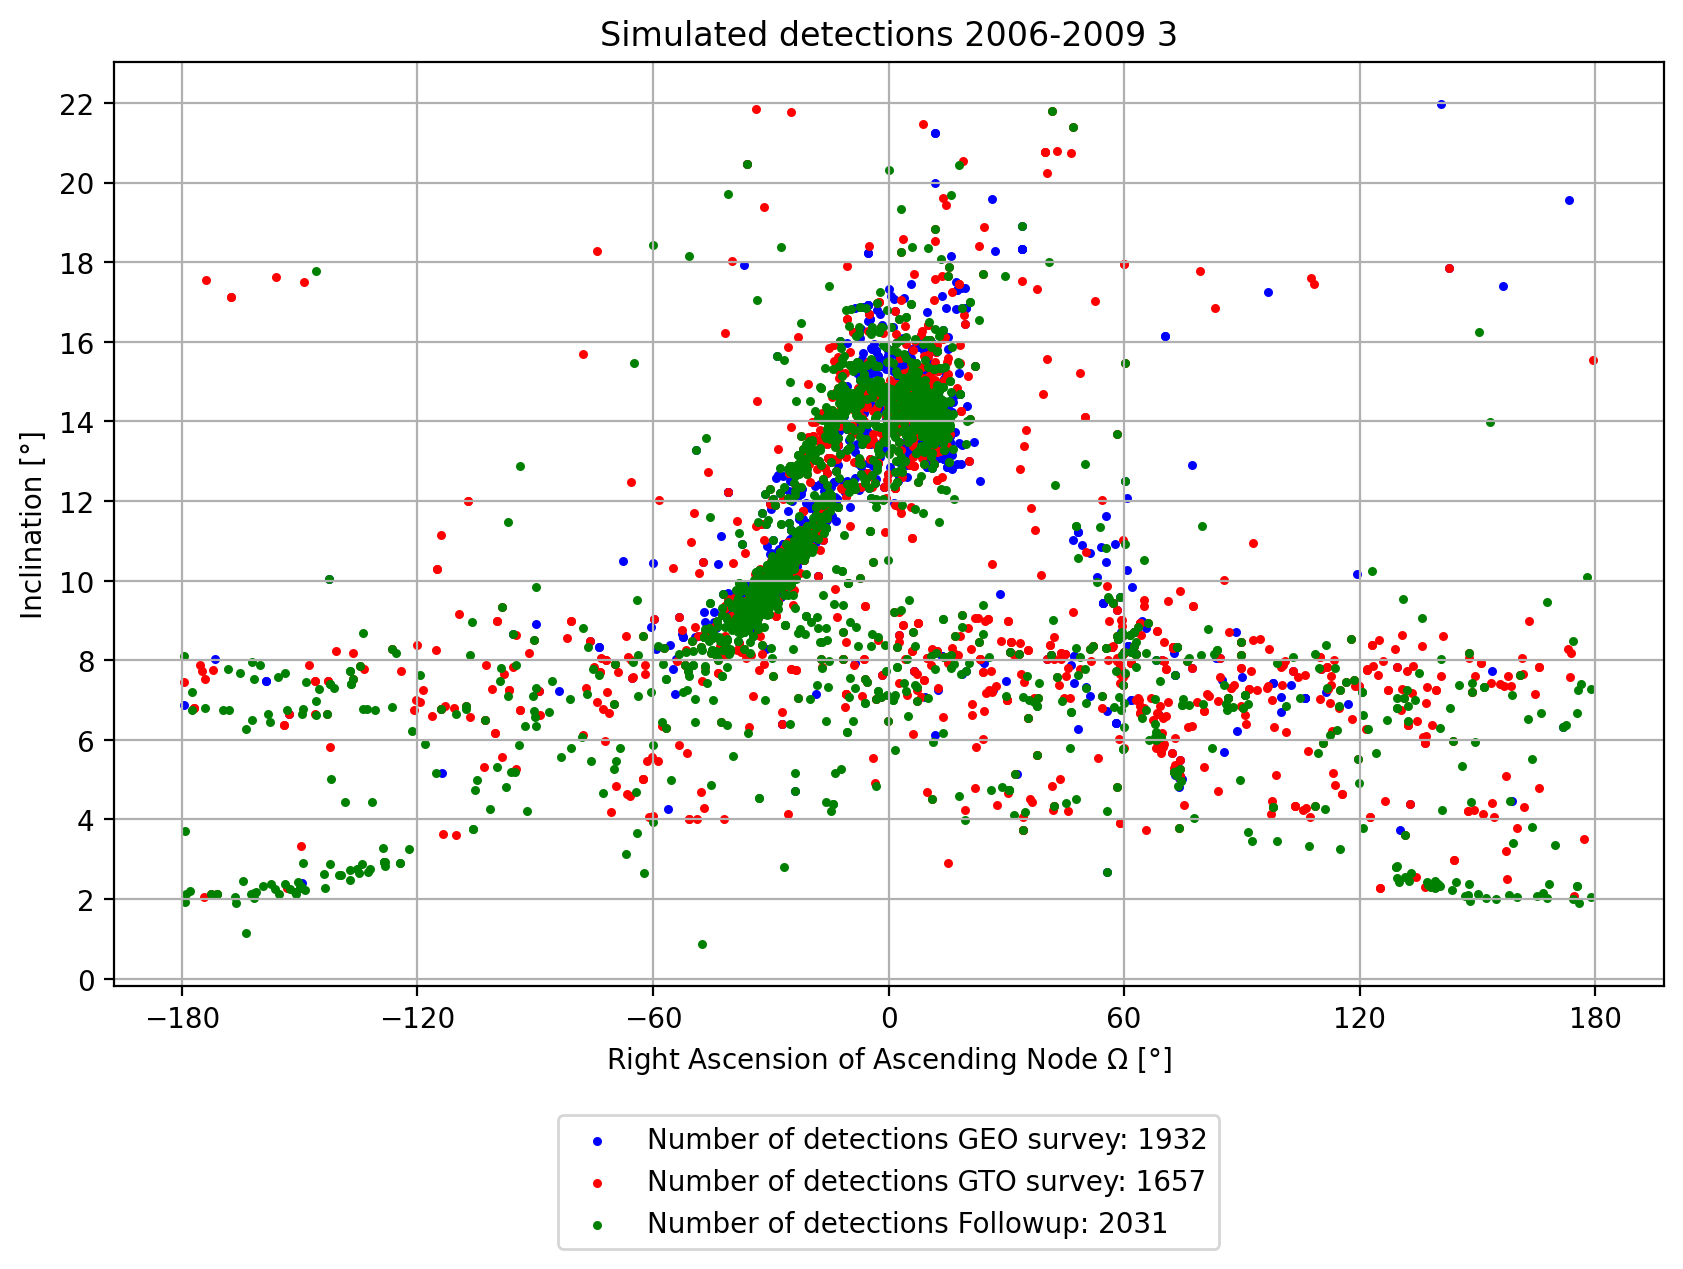 Simulated detections 2006-2009 3
22
20
18
16
14
12
10
8
6
4
2
0
Inclination [°]
−180 −120 −60 0 60 120 180
Right Ascension of Ascending Node Ω [°]
Number of detections GEO survey: 1932
Number of detections GTO survey: 1657
Number of detections Followup: 2031